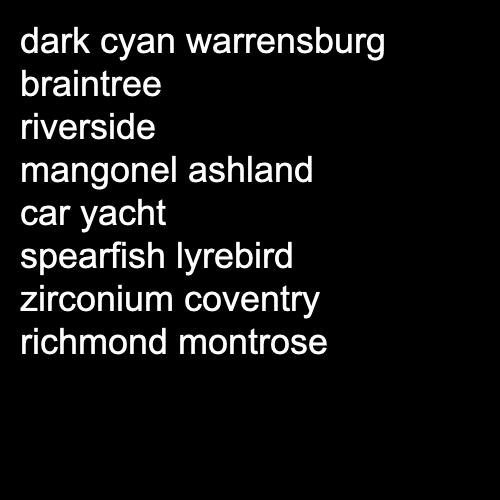 dark cyan warrensburg
braintree
riverside
mangonel ashland
car yacht
spearfish lyrebird
zirconium coventry
richmond montrose